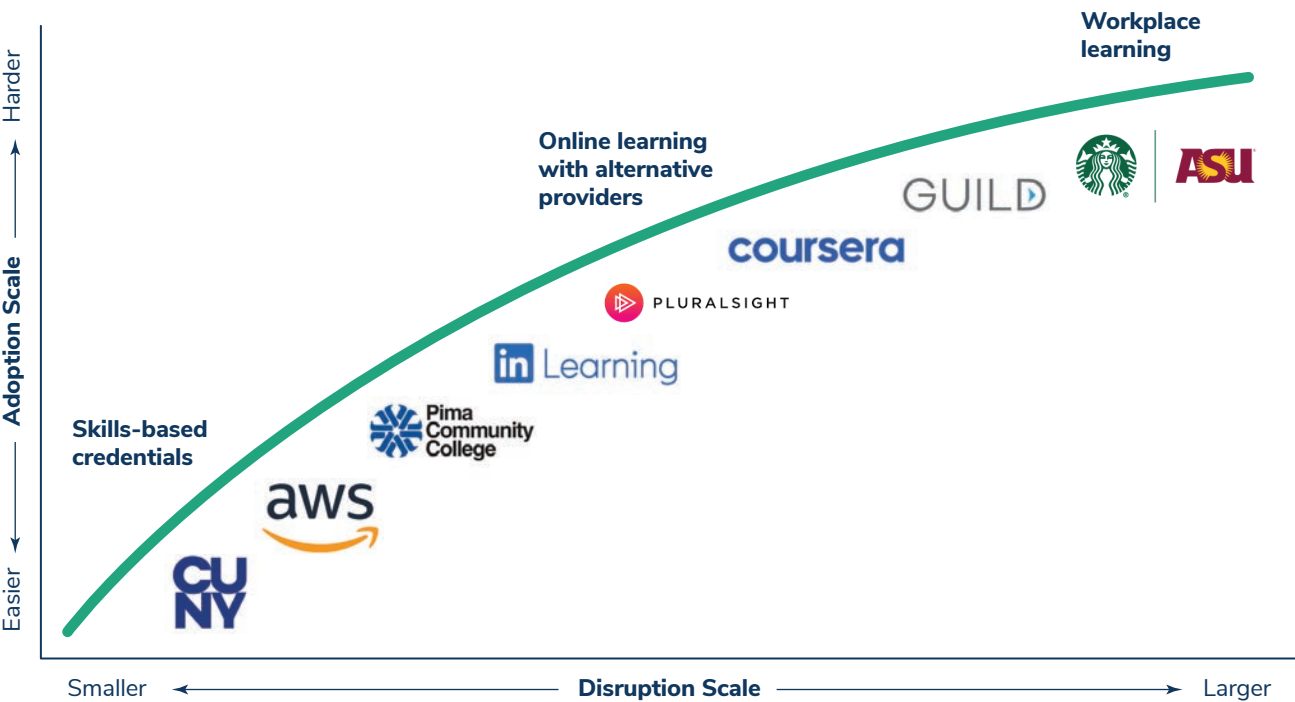 Workplace
learning
Harder
Online learning
with alternative
providers
GUILD
ASU
coursera
PLURALSIGHT
Adoption Scale
in Learning
Skills-based
credentials
Pima
Community
College
aws
Easier
CU
NY
Smaller
Disruption Scale
Larger